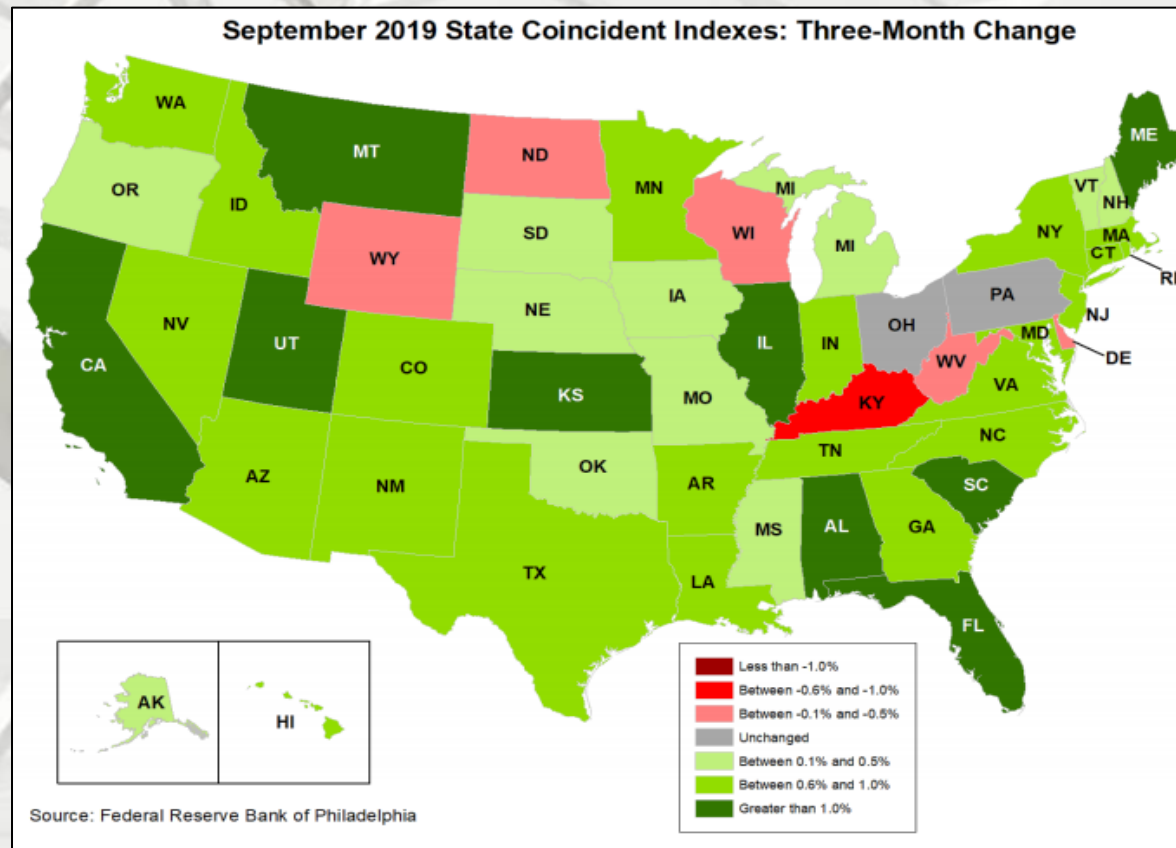 September 2019 State Coincident Indexes: Three-Month Change
WA
MT
ND
MN
ME
OR
ID
MI
VT
NH
SD
WI
MI
NY
MA
WY
CT
RI
IA
PA
NE
NV
OH
NJ
UT
IL
IN
MD
CA
CO
WV
DE
KS
VA
MO
KY
NC
TN
OK
AZ
NM
AR
SC
MS
AL
GA
TX
LA
FL
AK
HI
Less than -1.0%
Between -0.6% and -1.0%
Between -0.1% and -0.5%
Unchanged
Between 0.1% and 0.5%
Between 0.6% and 1.0%
Greater than 1.0%
Source: Federal Reserve Bank of Philadelphia